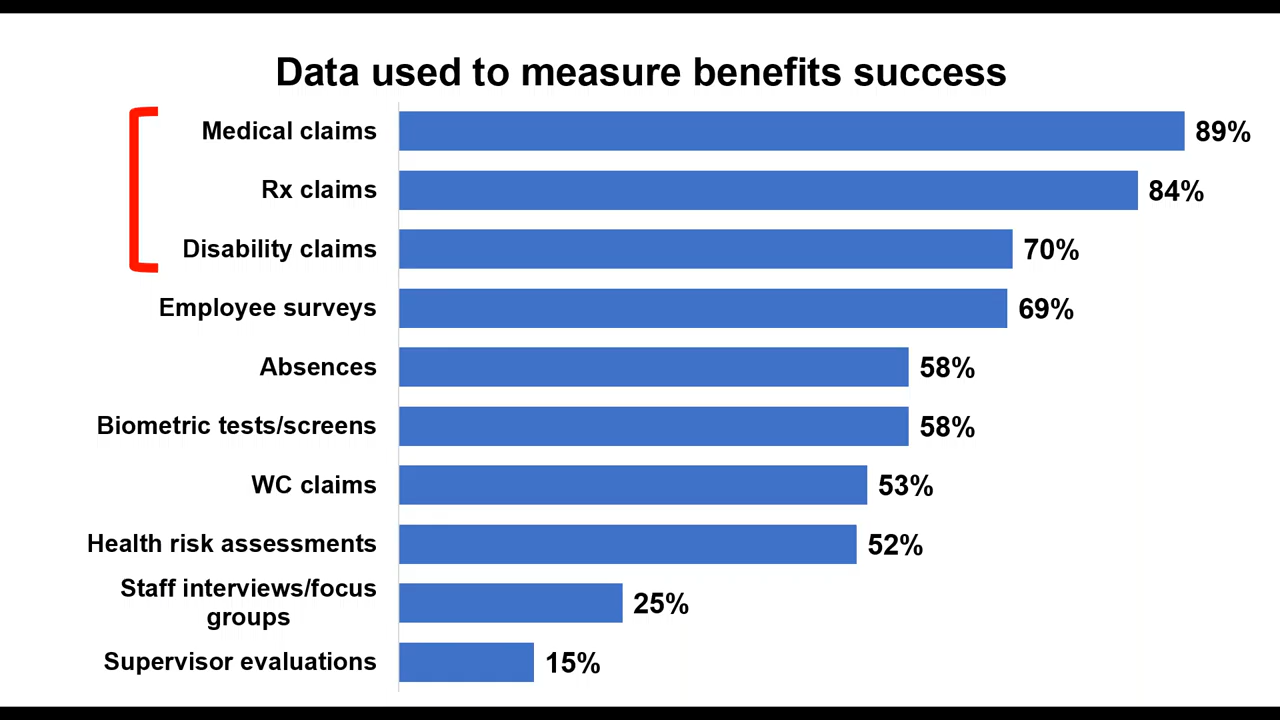 Data used to measure benefits success
Medical claims 89%
Rx claims 84%
Disability claims 70%
Employee surveys 69%
Absences 58%
Biometric tests/screens 58%
WC claims 53%
Health risk assessments 52%
Staff interviews/focus
groups 25%
Supervisor evaluations 15%